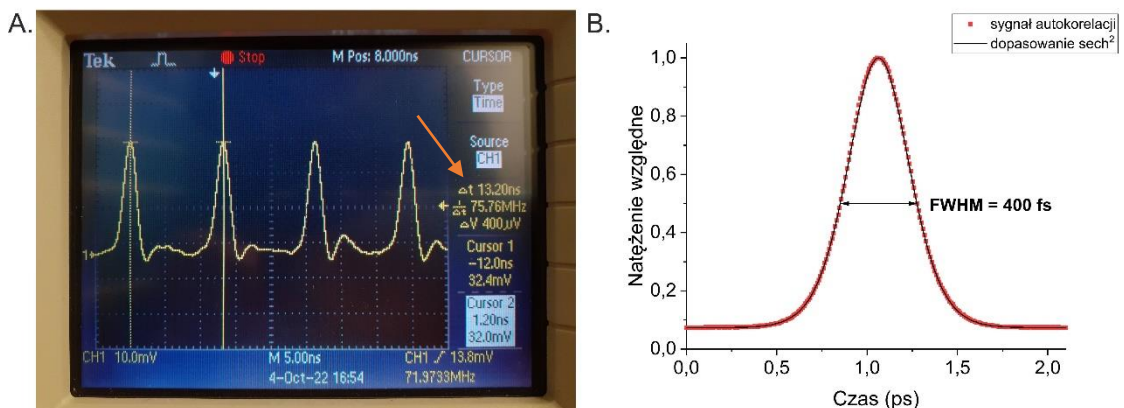 A.
Tek
Stop
M Pos: 8.000ns
CURSOR
Type
Time
Source
CH1
Δt 13.20ns
1/Δt 75.76MHz
ΔV 400µV
Cursor 1
-12.0ns
32.4mV
Cursor 2
1.20ns
32.0mV
1
CH1 10.0mV
M 5.00ns
CH1 / 13.8mV
4-Oct-22 16:54
71.9733MHz
B.
sygnał autokorelacji
dopasowanie sech²
Natężenie względne
1,0
0,8
0,6
0,4
0,2
0,0
FWHM = 400 fs
0,0 0,5 1,0 1,5 2,0
Czas (ps)